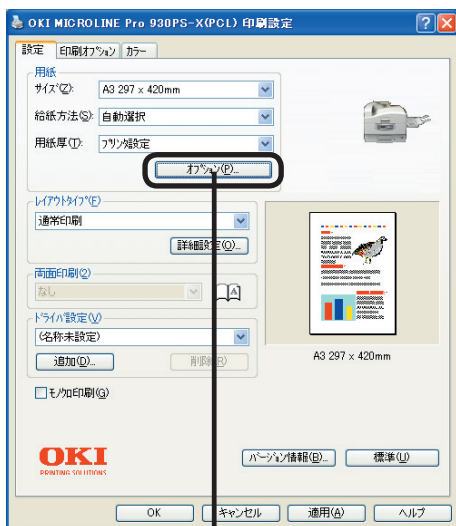 OKI MICROLINE Pro 930PS-X(PCL) 印刷設定
設定 印刷オプション カラー
用紙
サイズ(Z): A3 297 x 420mm
給紙方法(S): 自動選択
用紙厚(T): プリンタ設定
オプション(P)...
レイアウトタイプ(E)
通常印刷
詳細設定(O)...
両面印刷(2)
なし
A
ドライバ設定(V)
(名称未設定)
追加(D)... 削除(R)
A3 297 x 420mm
モノクロ印刷(G)
OKI
PRINTING SOLUTIONS
バージョン情報(B)... 標準(U)
OK キャンセル 適用(A) ヘルプ